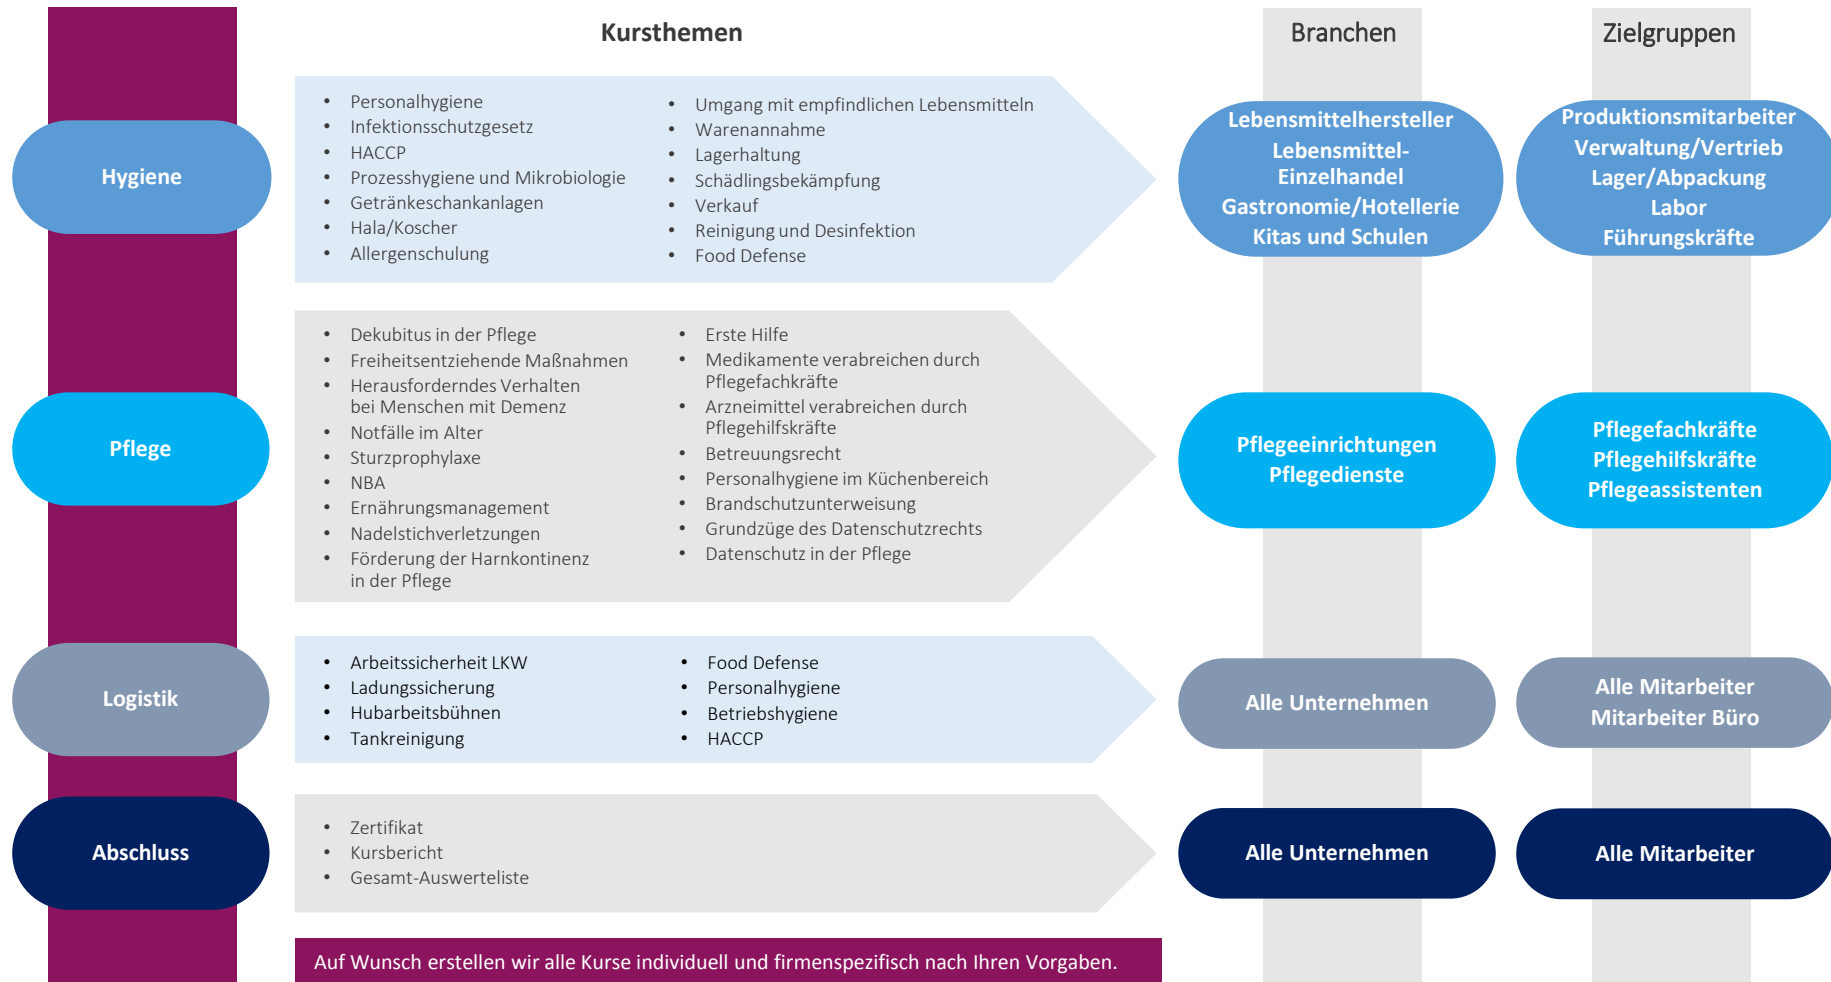 Kursthemen
Branchen
Zielgruppen
Hygiene
• Personalhygiene
• Infektionsschutzgesetz
• HACCP
• Prozesshygiene und Mikrobiologie
• Getränkeschankanlagen
• Hala/Koscher
• Allergenschulung
• Umgang mit empfindlichen Lebensmitteln
• Warenannahme
• Lagerhaltung
• Schädlingsbekämpfung
• Verkauf
• Reinigung und Desinfektion
• Food Defense
Lebensmittelhersteller
Lebensmittel-
Einzelhandel
Gastronomie/Hotellerie
Kitas und Schulen
Produktionsmitarbeiter
Verwaltung/Vertrieb
Lager/Abpackung
Labor
Führungskräfte
Pflege
• Dekubitus in der Pflege
• Freiheitsentziehende Maßnahmen
• Herausforderndes Verhalten
bei Menschen mit Demenz
• Notfälle im Alter
• Sturzprophylaxe
• NBA
• Ernährungsmanagement
• Nadelstichverletzungen
• Förderung der Harnkontinenz
in der Pflege
• Erste Hilfe
• Medikamente verabreichen durch
Pflegefachkräfte
• Arzneimittel verabreichen durch
Pflegehilfskräfte
• Betreuungsrecht
• Personalhygiene im Küchenbereich
• Brandschutzunterweisung
• Grundzüge des Datenschutzrechts
• Datenschutz in der Pflege
Pflegeeinrichtungen
Pflegedienste
Pflegefachkräfte
Pflegehilfskräfte
Pflegeassistenten
Logistik
• Arbeitssicherheit LKW
• Ladungssicherung
• Hubarbeitsbühnen
• Tankreinigung
• Food Defense
• Personalhygiene
• Betriebshygiene
• HACCP
Alle Unternehmen
Alle Mitarbeiter
Mitarbeiter Büro
Abschluss
• Zertifikat
• Kursbericht
• Gesamt-Auswerteliste
Alle Unternehmen
Alle Mitarbeiter
Auf Wunsch erstellen wir alle Kurse individuell und firmenspezifisch nach Ihren Vorgaben.